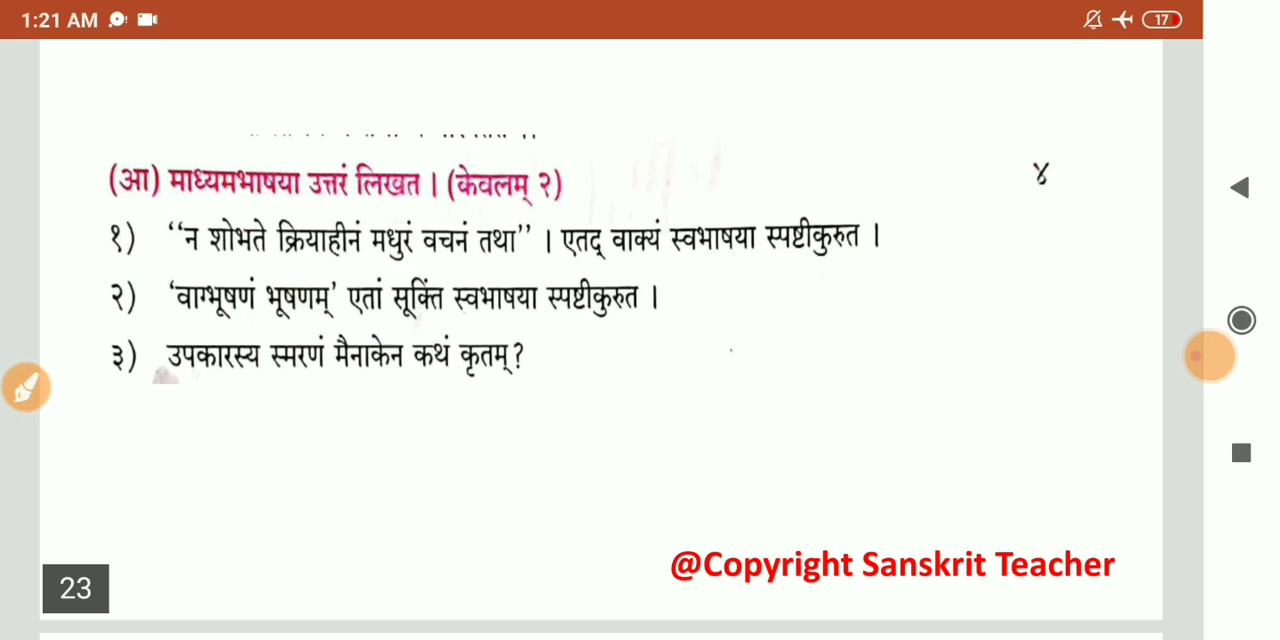 1:21 AM
17
(आ) माध्यमभाषया उत्तरं लिखत । (केवलम् २) ४
१) “न शोभते क्रियाहीनं मधुरं वचनं तथा” । एतद् वाक्यं स्वभाषया स्पष्टीकुरुत ।
२) ‘वाग्भूषणं भूषणम्’ एतां सूक्तिं स्वभाषया स्पष्टीकुरुत ।
३) उपकारस्य स्मरणं मैनाकेन कथं कृतम्?
@Copyright Sanskrit Teacher
23